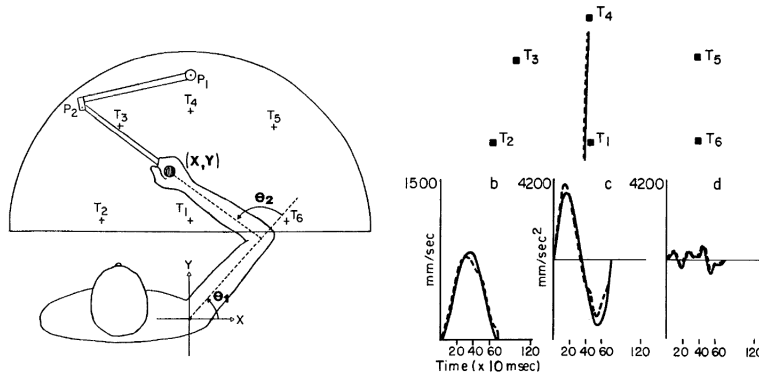 P1
P2
T4
T3
T5
(X,Y)
θ2
T2
T1
T6
Y
θ1
X
T4
T3
T5
T2
T1
T6
1500
b
4200
c
4200
d
mm/sec
mm/sec²
20 40 60 120
20 40 60 120
20 40 60 120
Time (x 10 msec)